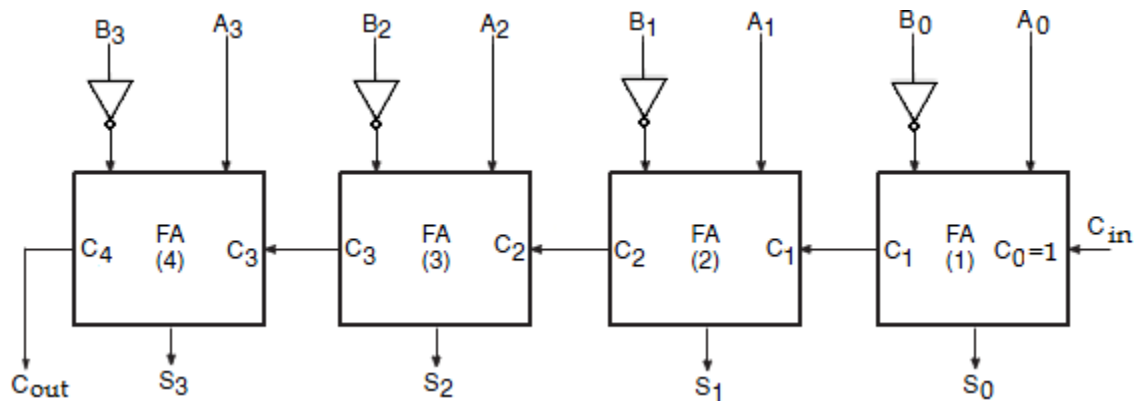 B3 A3 B2 A2 B1 A1 B0 A0
C4 FA (4) C3 C3 FA (3) C2 C2 FA (2) C1 C1 FA (1) C0=1 Cin
Cout S3 S2 S1 S0